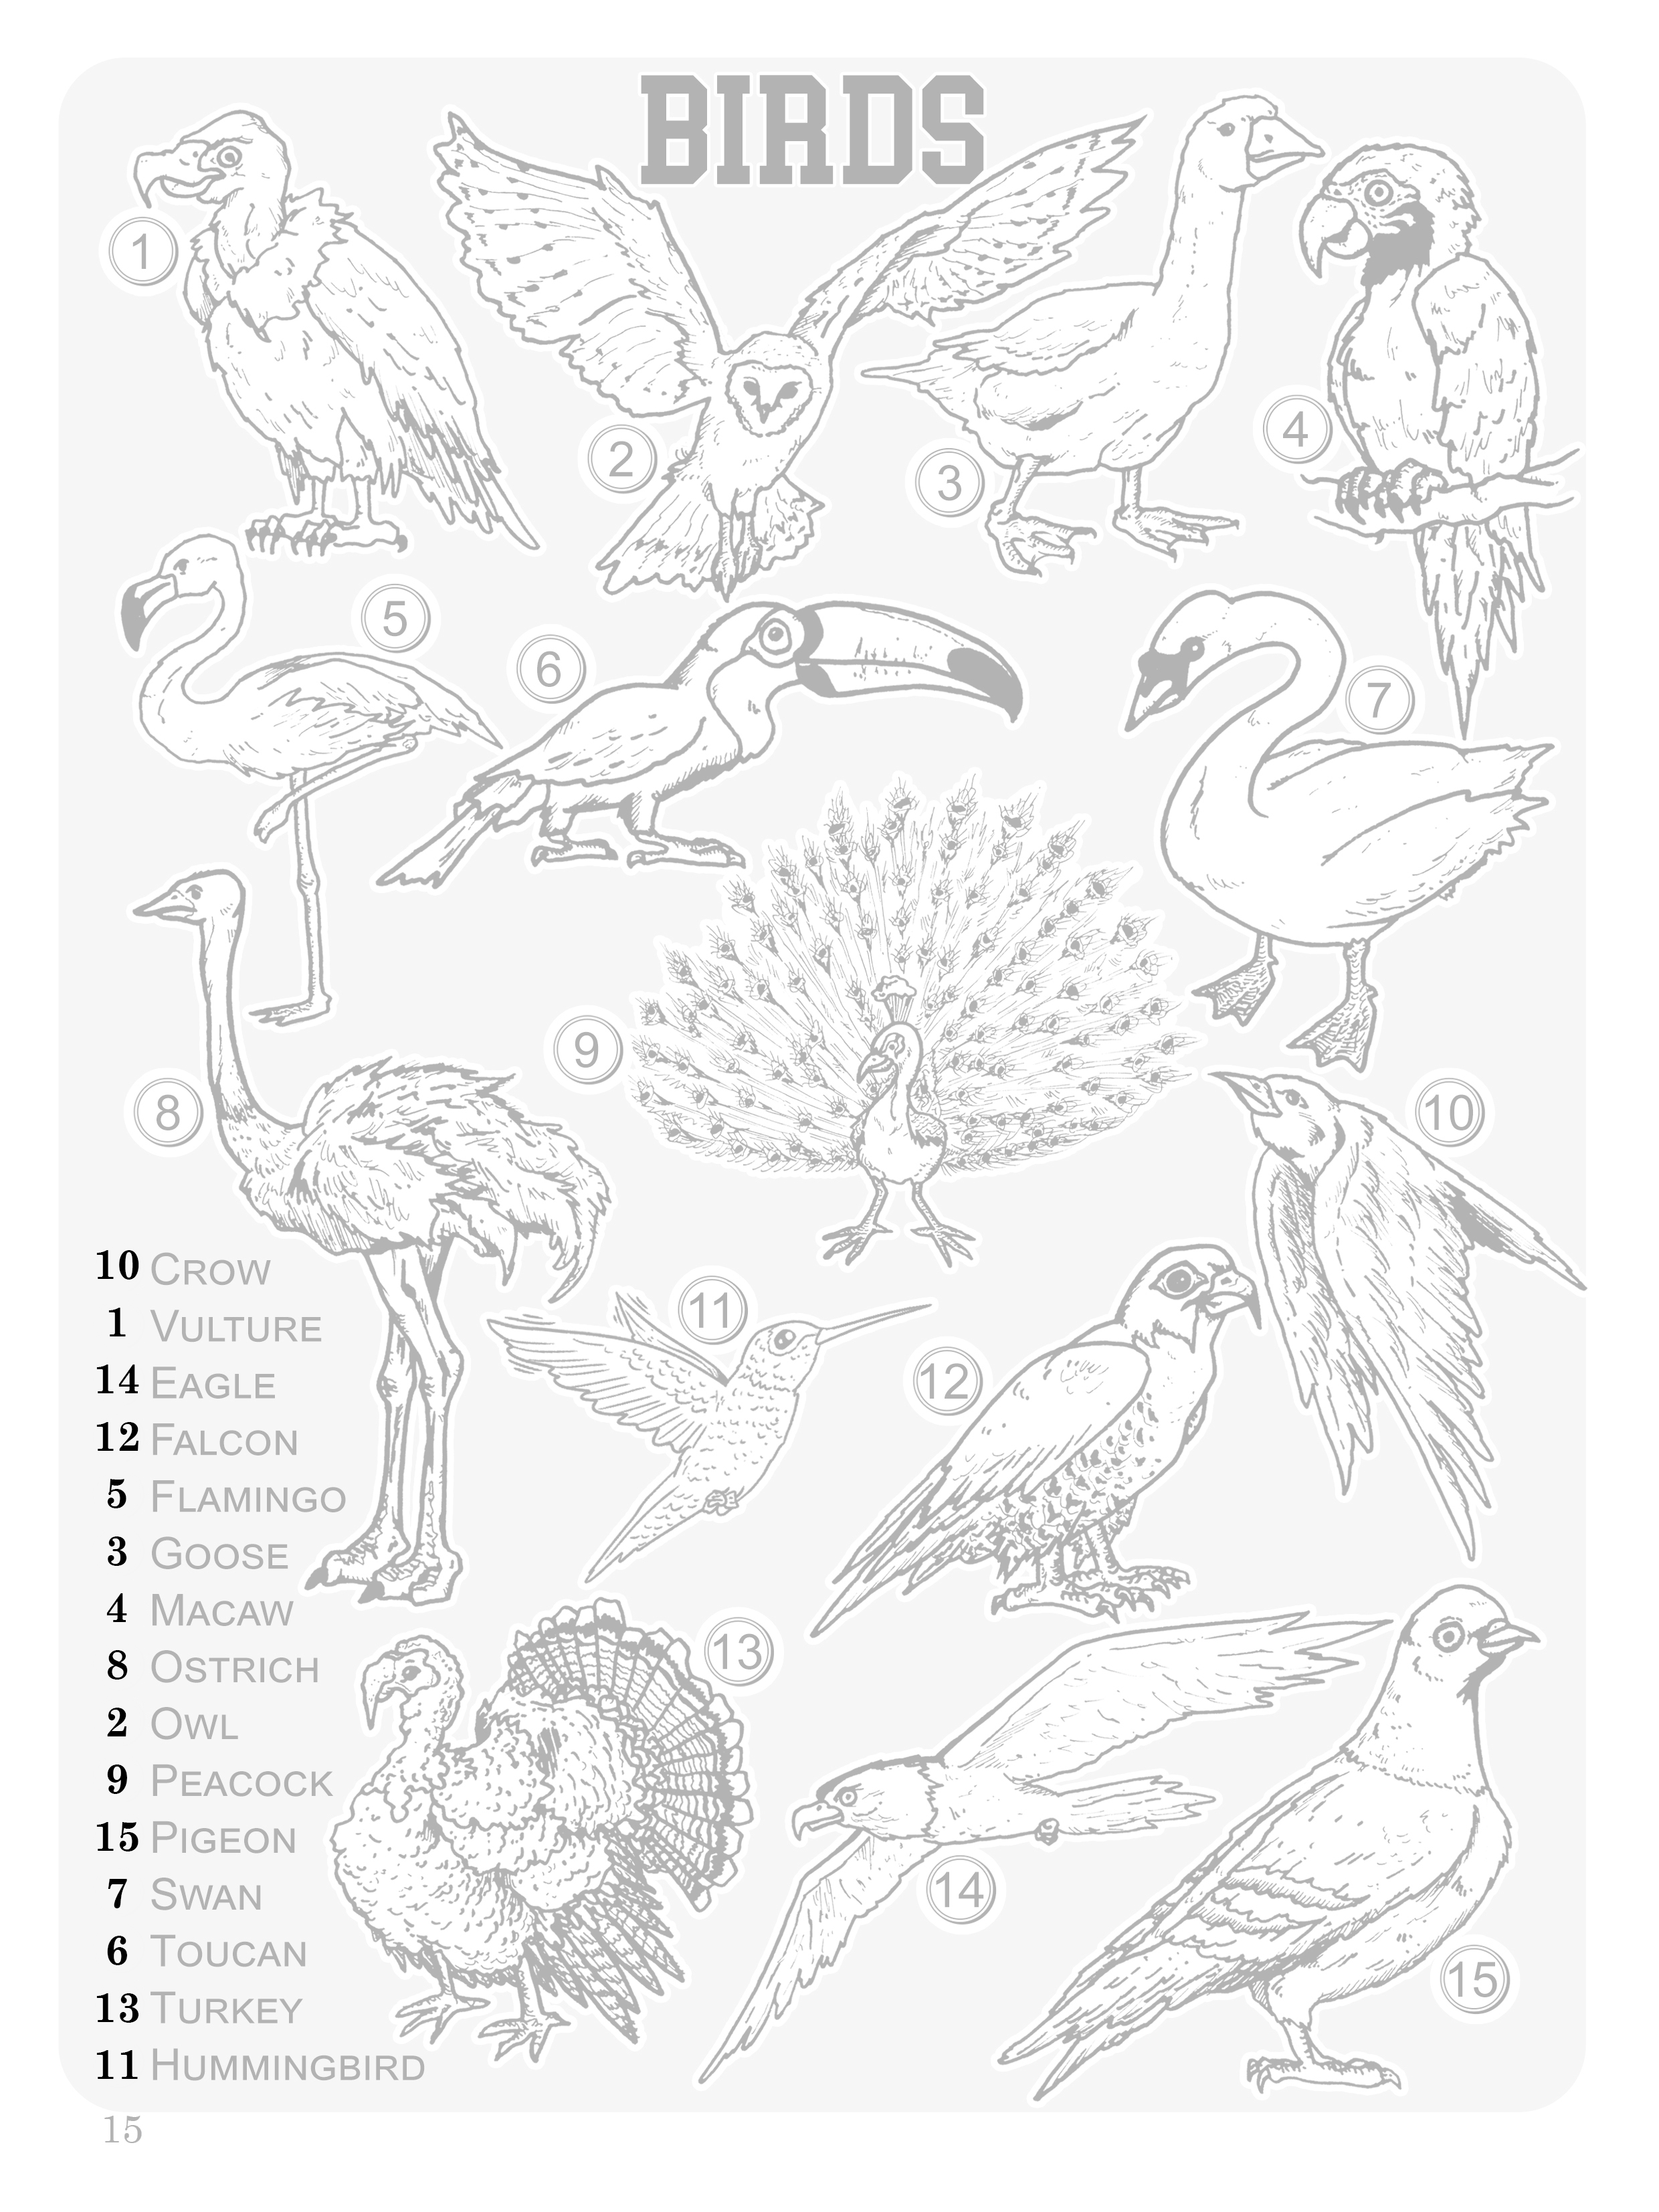 BIRDS
1
2
3
4
5
6
7
8
9
10
11
12
13
14
15
10 CROW
1 VULTURE
14 EAGLE
12 FALCON
5 FLAMINGO
3 GOOSE
4 MACAW
8 OSTRICH
2 OWL
9 PEACOCK
15 PIGEON
7 SWAN
6 TOUCAN
13 TURKEY
11 HUMMINGBIRD
15